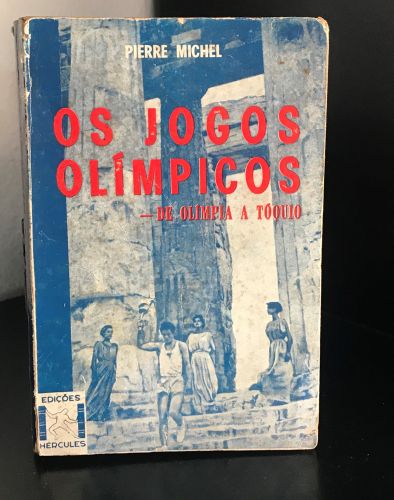 PIERRE MICHEL
OS JOGOS
OLÍMPICOS
— DE OLÍMPIA A TÓQUIO
EDIÇÕES
HÉRCULES